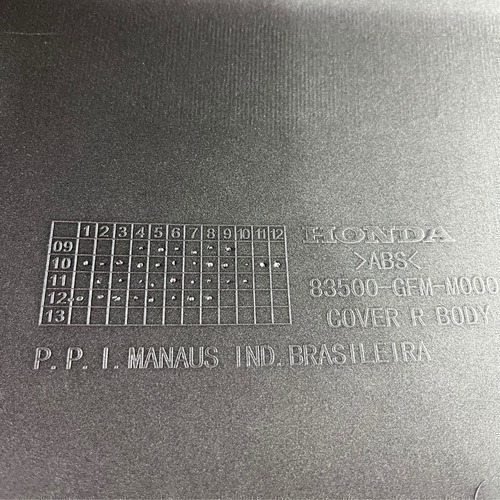 1 2 3 4 5 6 7 8 9 10 11 12
09
10
11
12
13
HONDA
>ABS<
83500-GFM-M000
COVER R BODY
P.P.I.MANAUS IND.BRASILEIRA